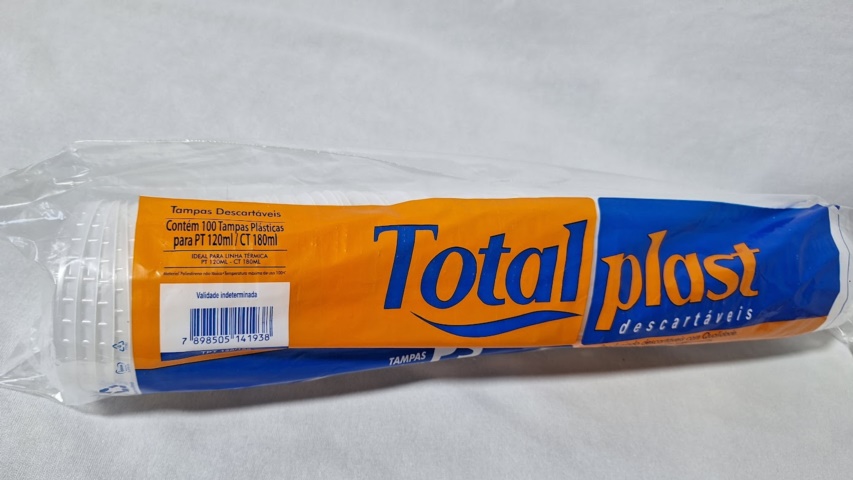 Tampas Descartáveis
Contém 100 Tampas Plásticas
para PT 120ml / CT 180ml
IDEAL PARA LINHA TÉRMICA
PT 120ML - CT 180ML
Validade indeterminada
7 898505 141938
Total plast
descartáveis
TAMPAS